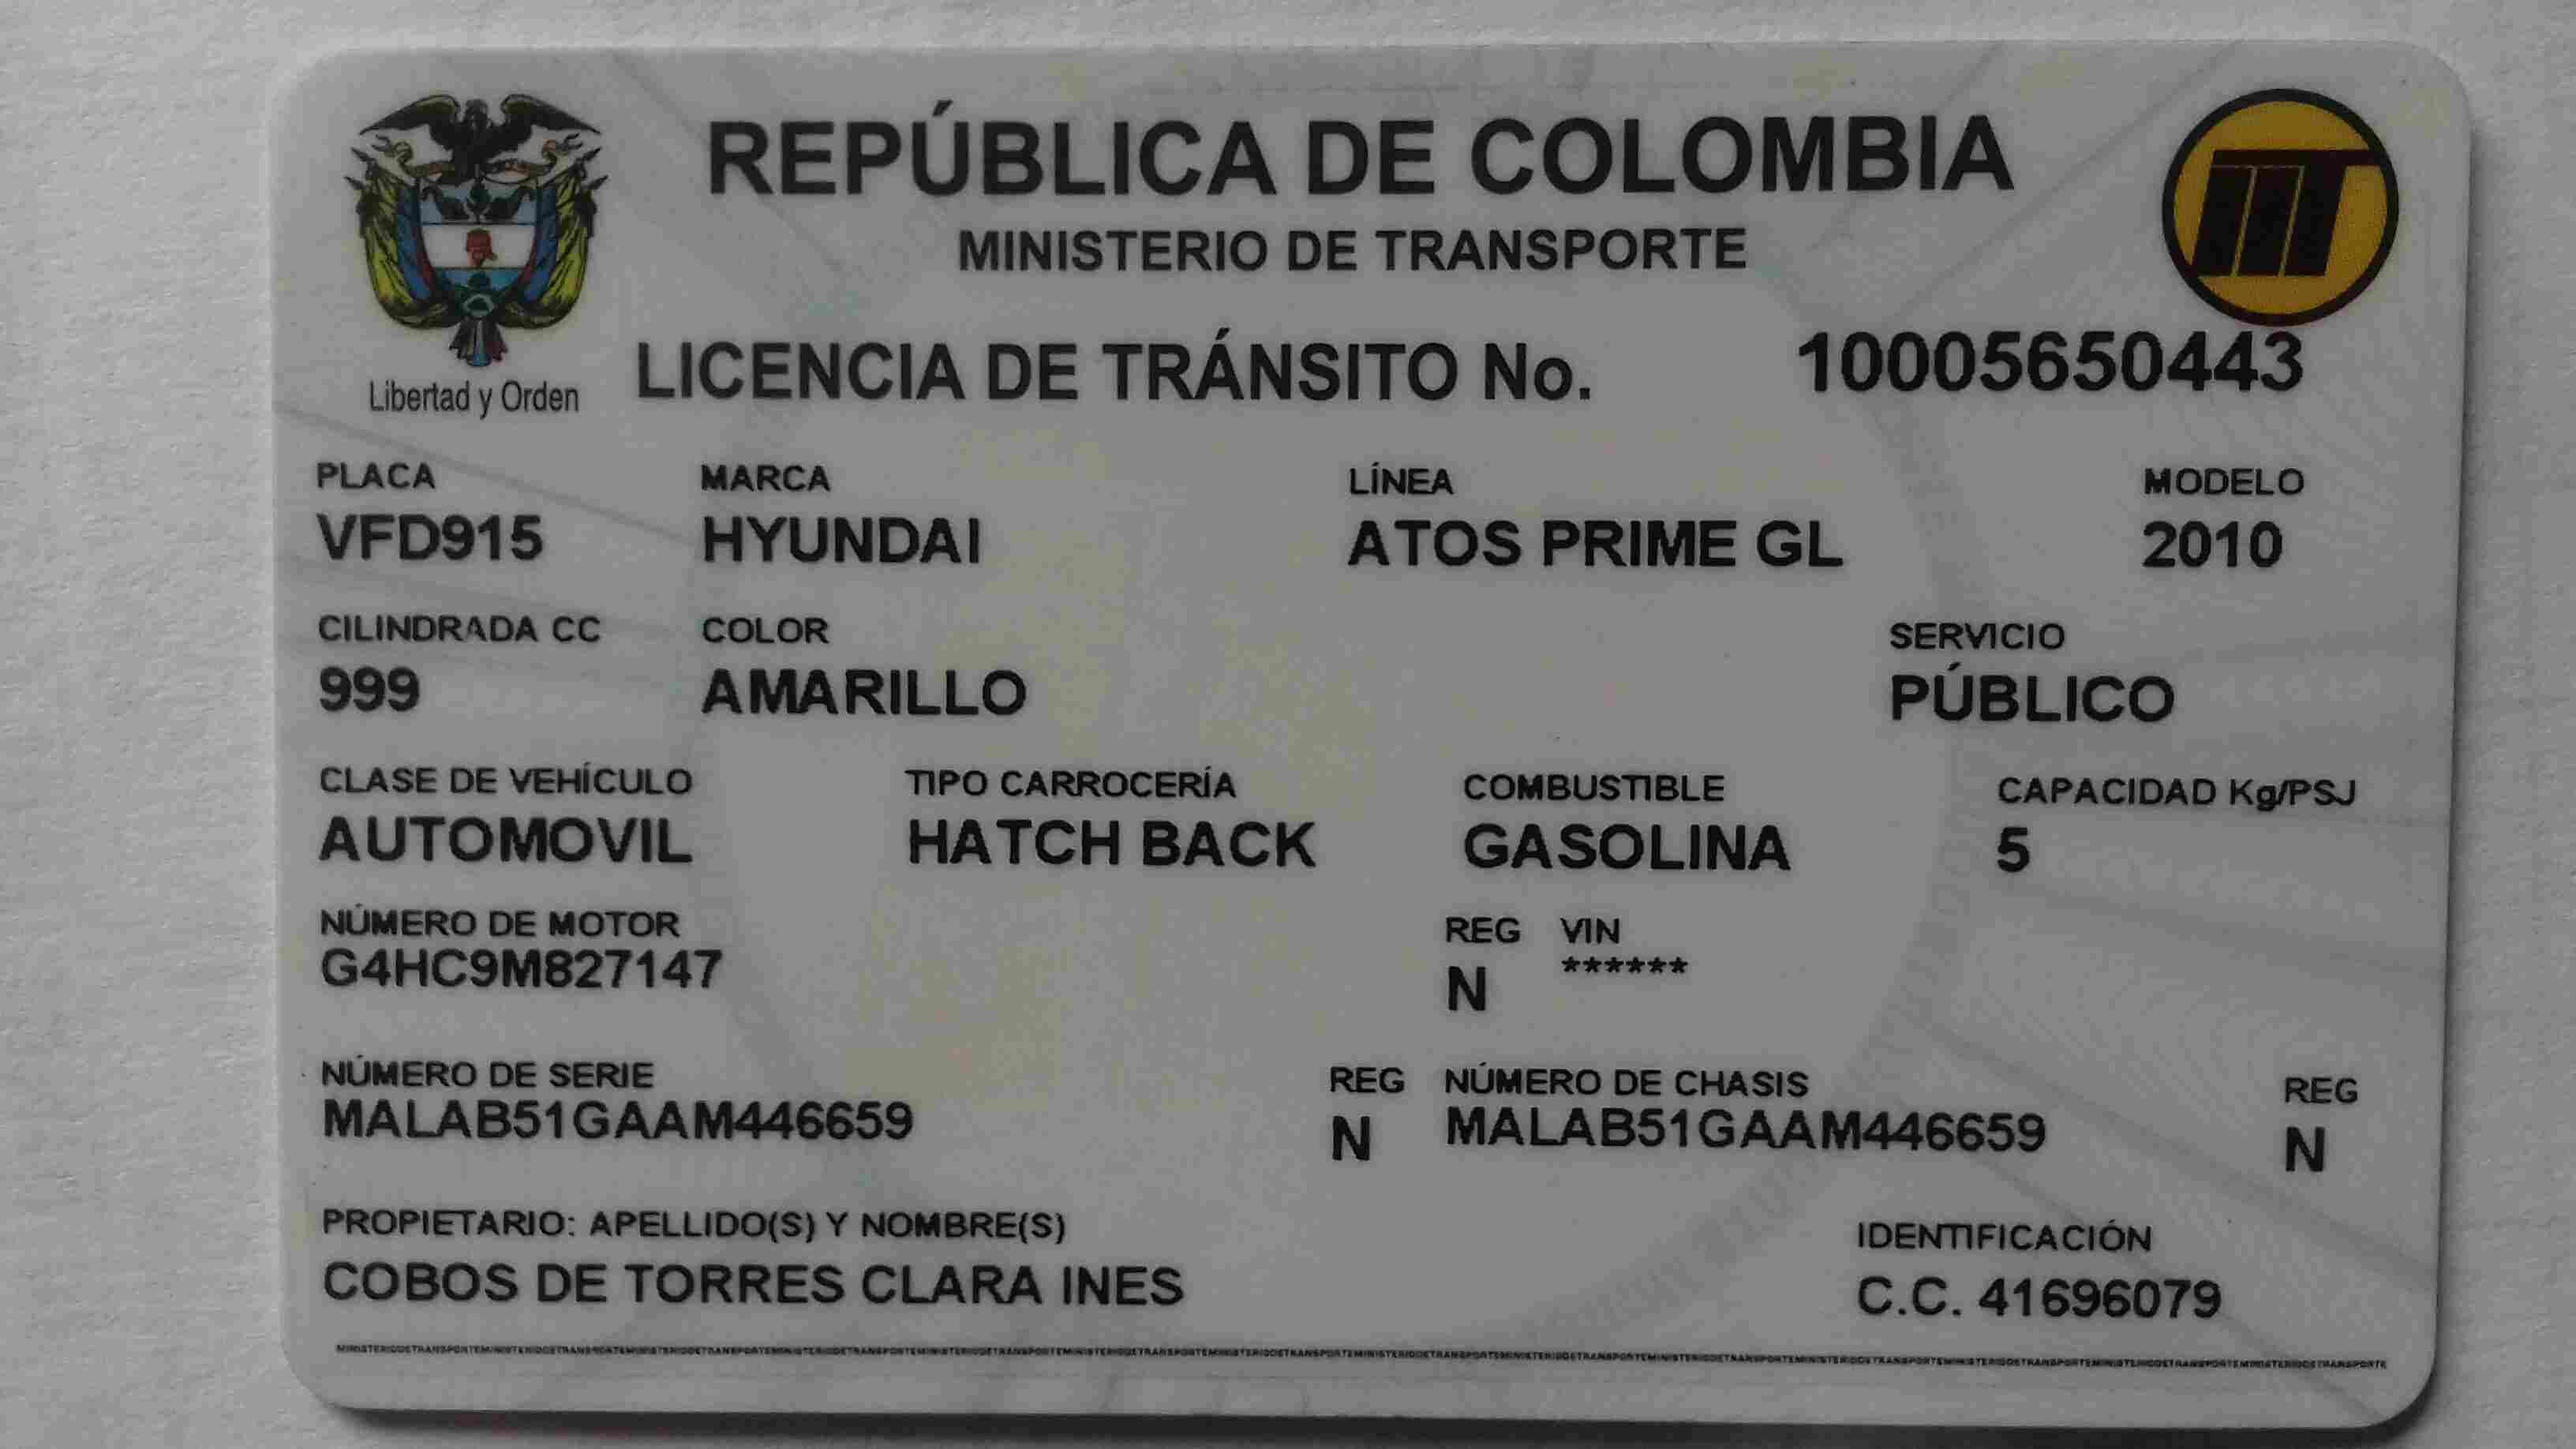 REPÚBLICA DE COLOMBIA
MINISTERIO DE TRANSPORTE
Libertad y Orden
LICENCIA DE TRÁNSITO No. 10005650443
PLACA MARCA LÍNEA MODELO
VFD915 HYUNDAI ATOS PRIME GL 2010
CILINDRADA CC COLOR SERVICIO
999 AMARILLO PÚBLICO
CLASE DE VEHÍCULO TIPO CARROCERÍA COMBUSTIBLE CAPACIDAD Kg/PSJ
AUTOMOVIL HATCH BACK GASOLINA 5
NÚMERO DE MOTOR REG VIN
G4HC9M827147 N ******
NÚMERO DE SERIE REG NÚMERO DE CHASIS REG
MALAB51GAAM446659 N MALAB51GAAM446659 N
PROPIETARIO: APELLIDO(S) Y NOMBRE(S) IDENTIFICACIÓN
COBOS DE TORRES CLARA INES C.C. 41696079